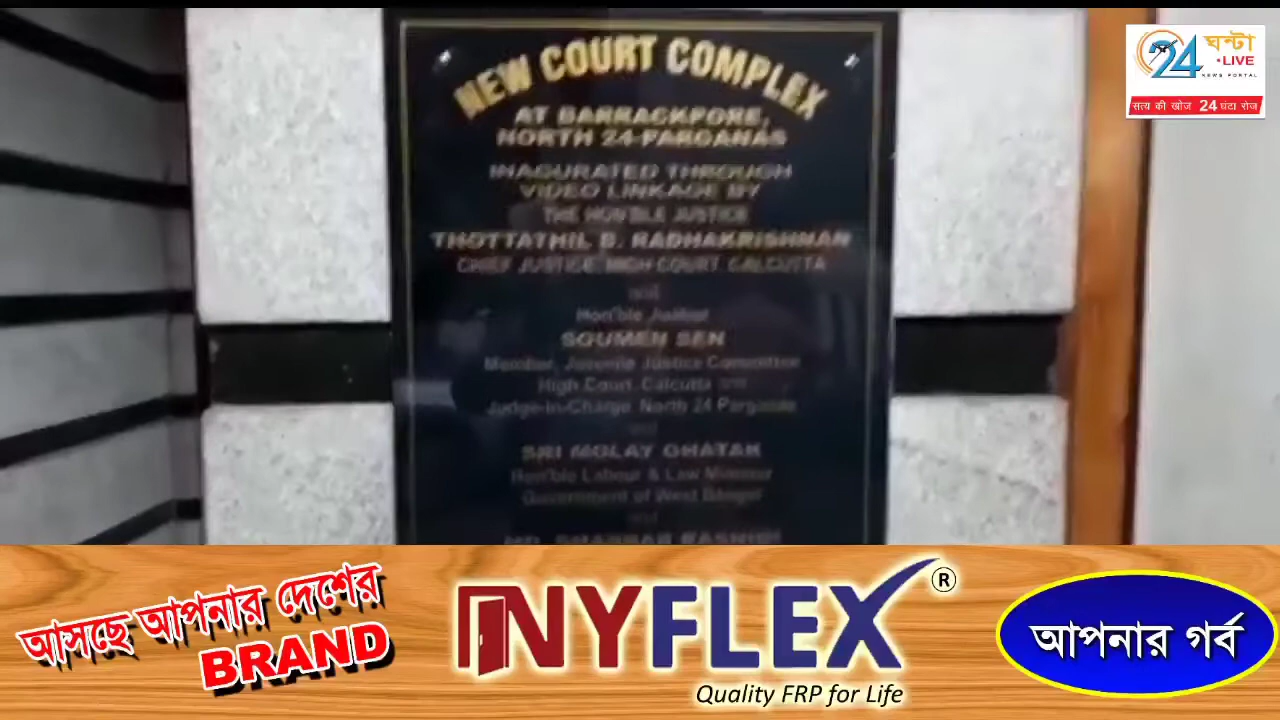 NEW COURT COMPLEX
AT BARRACKPORE,
NORTH 24-PARGANAS
INAGURATED THROUGH
VIDEO LINKAGE BY
THE HON'BLE JUSTICE
THOTTATHIL B. RADHAKRISHNAN
CHIEF JUSTICE, HIGH COURT, CALCUTTA
and
Hon'ble Justice
SOUMEN SEN
Member, Juvenile Justice Committee
High Court, Calcutta
Judge-In-Charge, North 24 Parganas
and
SRI MOLAY GHATAK
Hon'ble Labour & Law Minister
Government of West Bengal
and
24 ঘন্টা
LIVE
NEWS PORTAL
सत्य की खोज 24 घंटा रोज
আসছে আপনার দেশের
BRAND
NYFLEX®
Quality FRP for Life
আপনার গর্ব